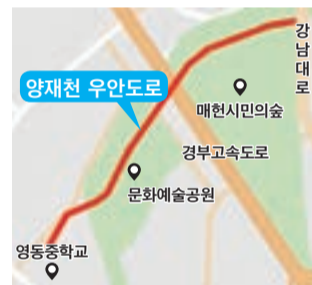 강남대로
양재천 우안도로
매헌시민의숲
경부고속도로
문화예술공원
영동중학교